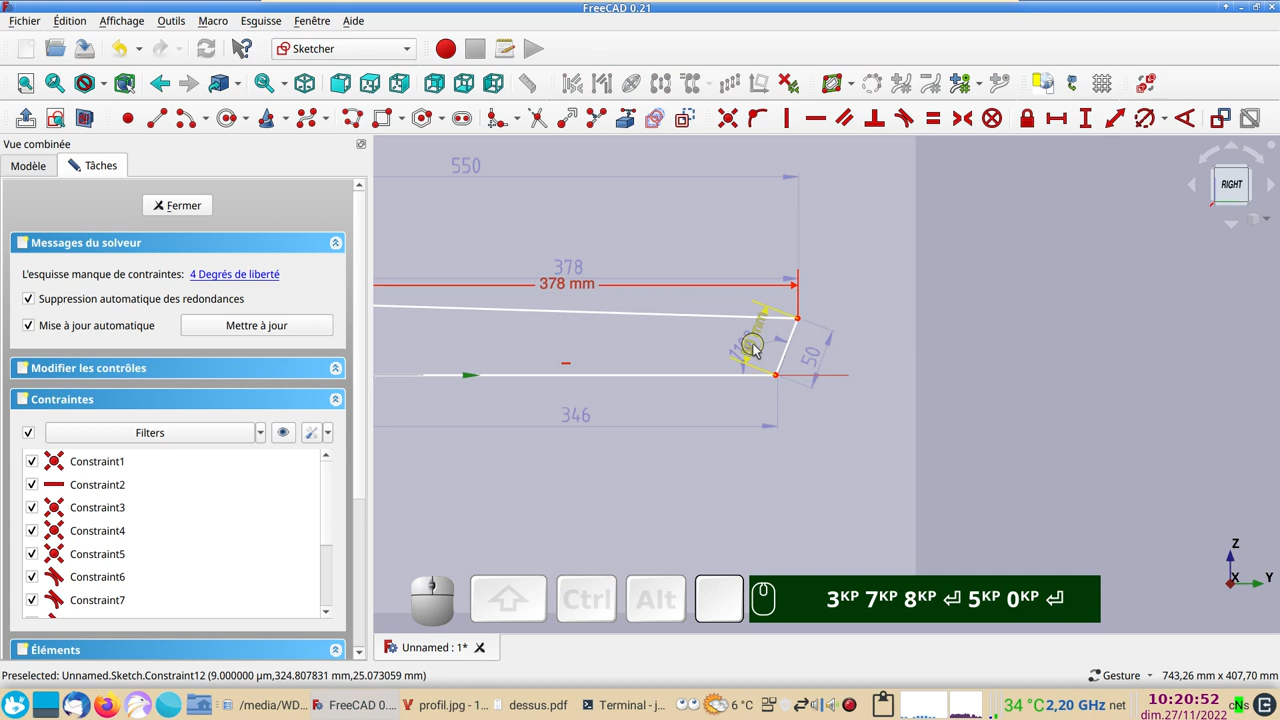 FreeCAD 0.21
Fichier Édition Affichage Outils Macro Esquisse Fenêtre Aide
Sketcher
Vue combinée
Modèle Tâches
Fermer
Messages du solveur
L'esquisse manque de contraintes: 4 Degrés de liberté
Suppression automatique des redondances
Mise à jour automatique Mettre à jour
Modifier les contrôles
Contraintes
Filters
Constraint1
Constraint2
Constraint3
Constraint4
Constraint5
Constraint6
Constraint7
Éléments
550
378
378 mm
50
346
RIGHT
Z
X Y
Ctrl Alt
3KP 7KP 8KP ⏎ 5KP 0KP ⏎
Unnamed : 1*
Preselected: Unnamed.Sketch.Constraint12 (9.000000 µm,324.807831 mm,25.073059 mm)
Gesture 743,26 mm x 407,70 mm
/media/WD... FreeCAD 0... profil.jpg - 1... dessus.pdf Terminal - j... 6 °C 34 °C 2,20 GHz net 10:20:52
dim.27/11/2022